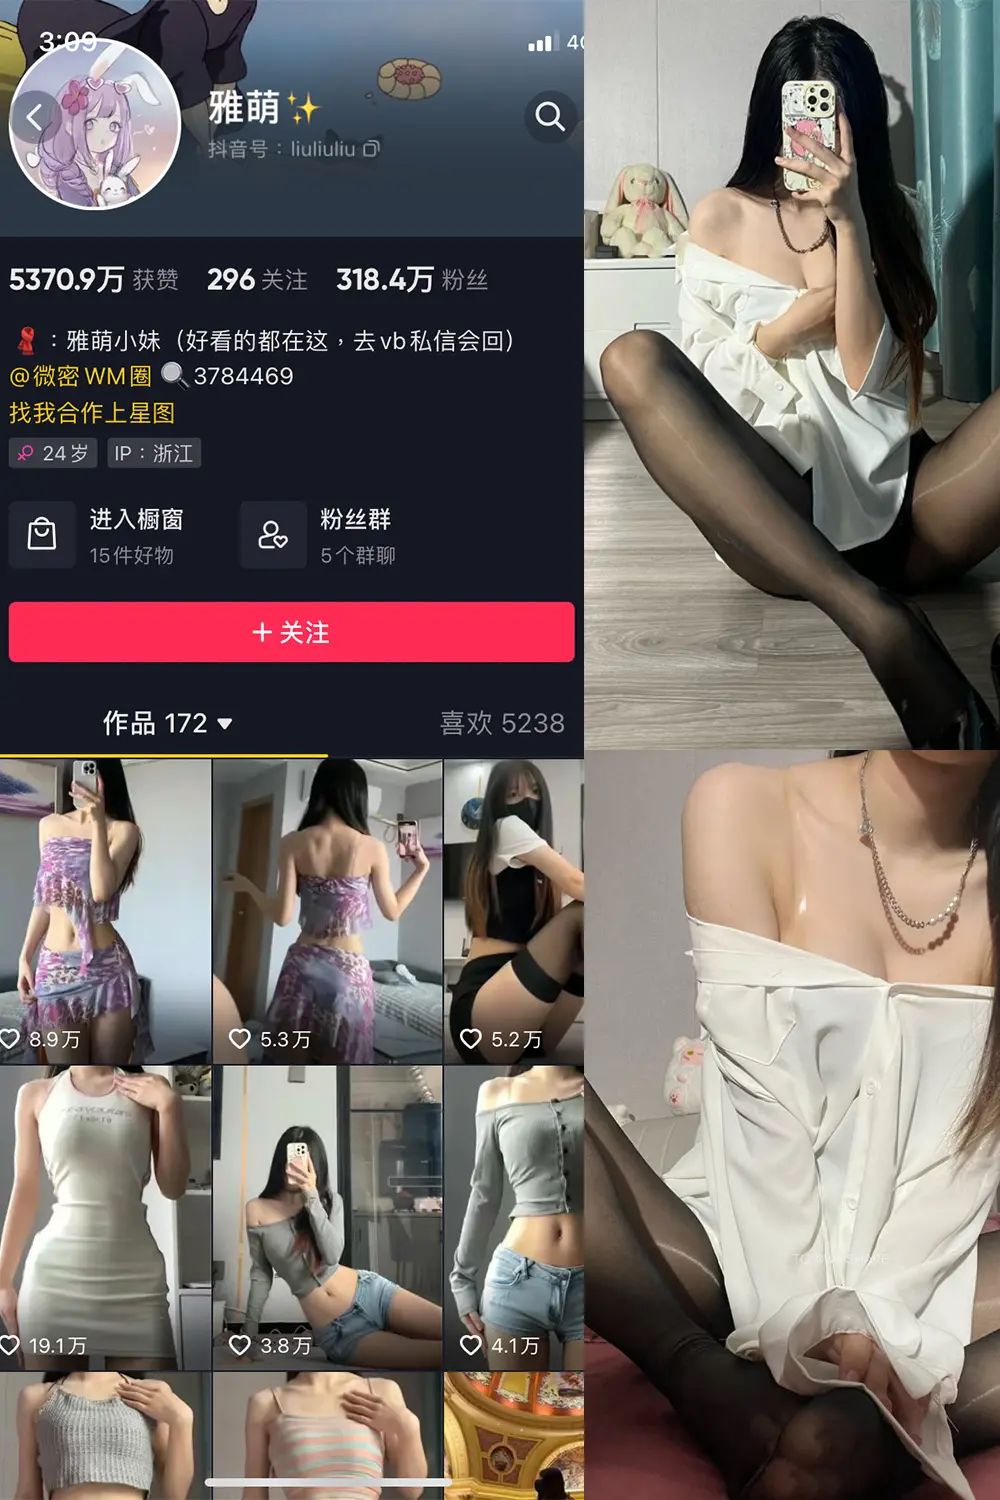 3:09
4G
雅萌✨
抖音号：liuliuliu
5370.9万 获赞 296 关注 318.4万 粉丝
：雅萌小妹（好看的都在这，去vb私信会回）
@微密WM圈 🔍3784469
找我合作上星图
24岁 IP：浙江
进入橱窗
15件好物
粉丝群
5个群聊
+ 关注
作品 172 ▼ 喜欢 5238
8.9万 5.3万 5.2万
19.1万 3.8万 4.1万